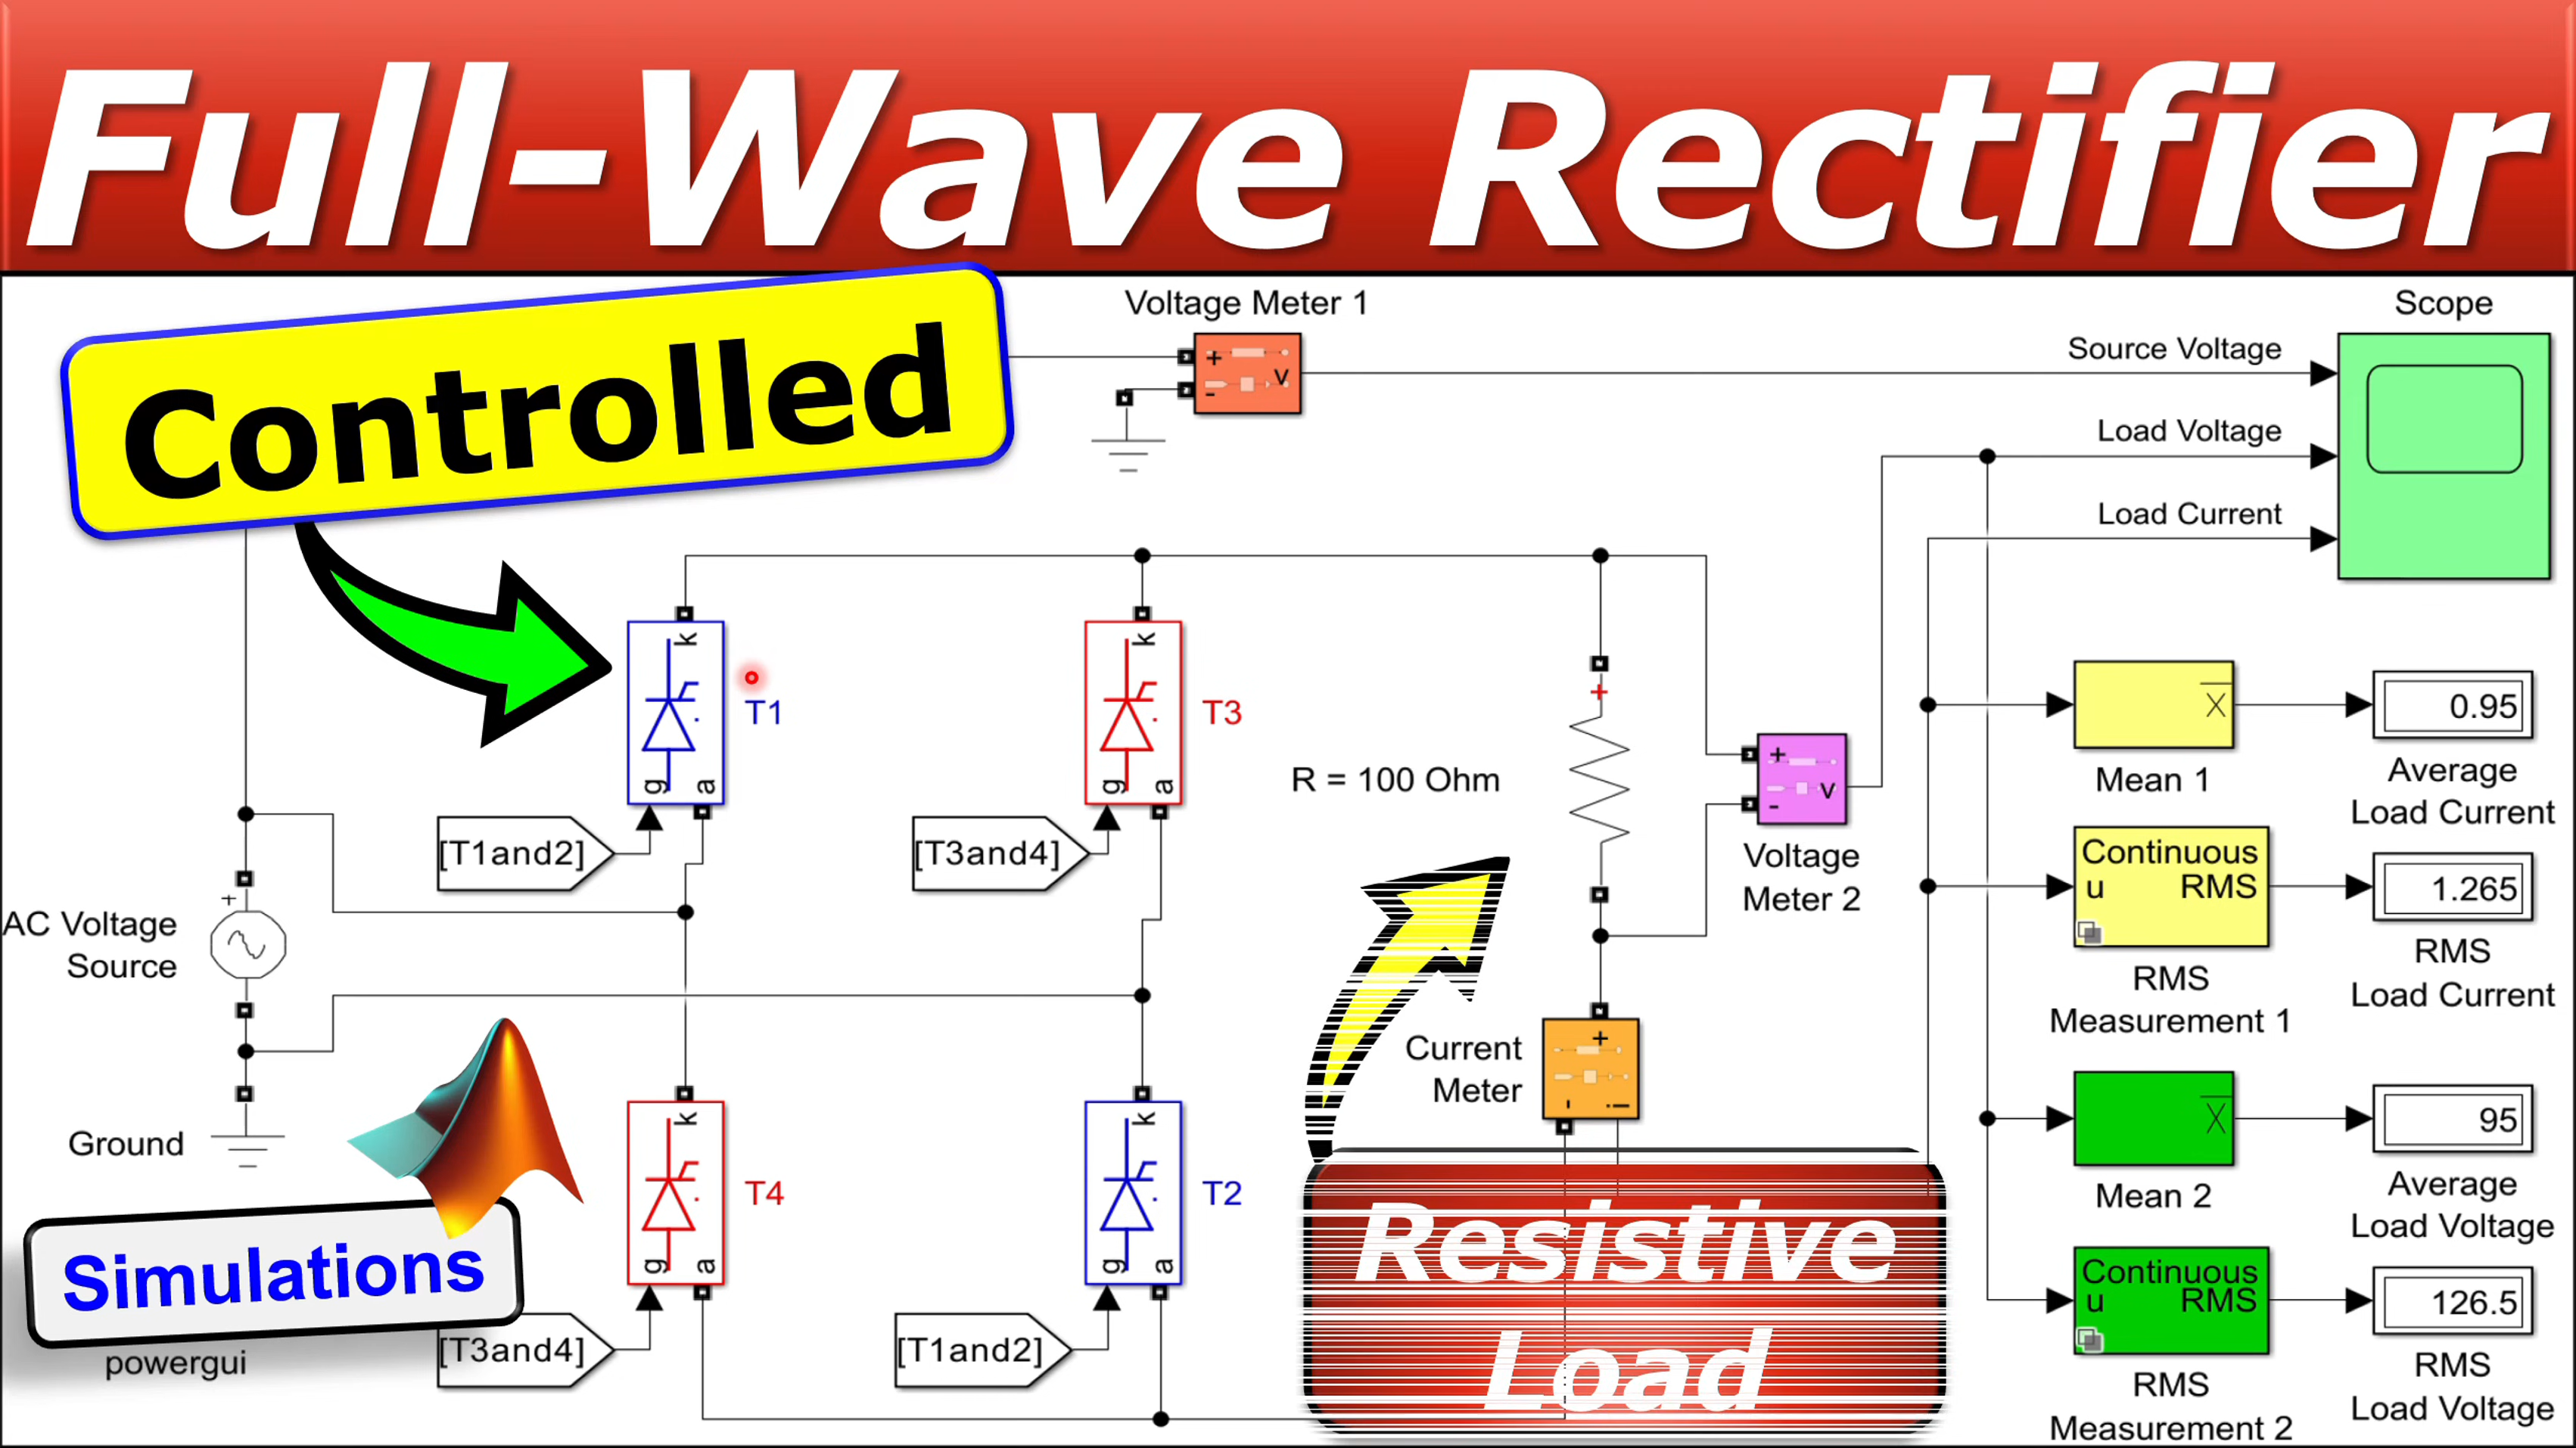 Full-Wave Rectifier
Controlled
Voltage Meter 1
+
-
v
Scope
Source Voltage
Load Voltage
Load Current
k
g
a
T1
[T1and2]
k
g
a
T3
[T3and4]
R = 100 Ohm
+
+
-
v
Voltage
Meter 2
+
AC Voltage
Source
Ground
Current
Meter
+
-
i
k
g
a
T4
[T3and4]
k
g
a
T2
[T1and2]
Simulations
powergui
Resistive
Load
X
Mean 1
0.95
Average
Load Current
Continuous
u RMS
RMS
Measurement 1
1.265
RMS
Load Current
X
Mean 2
95
Average
Load Voltage
Continuous
u RMS
RMS
Measurement 2
126.5
RMS
Load Voltage